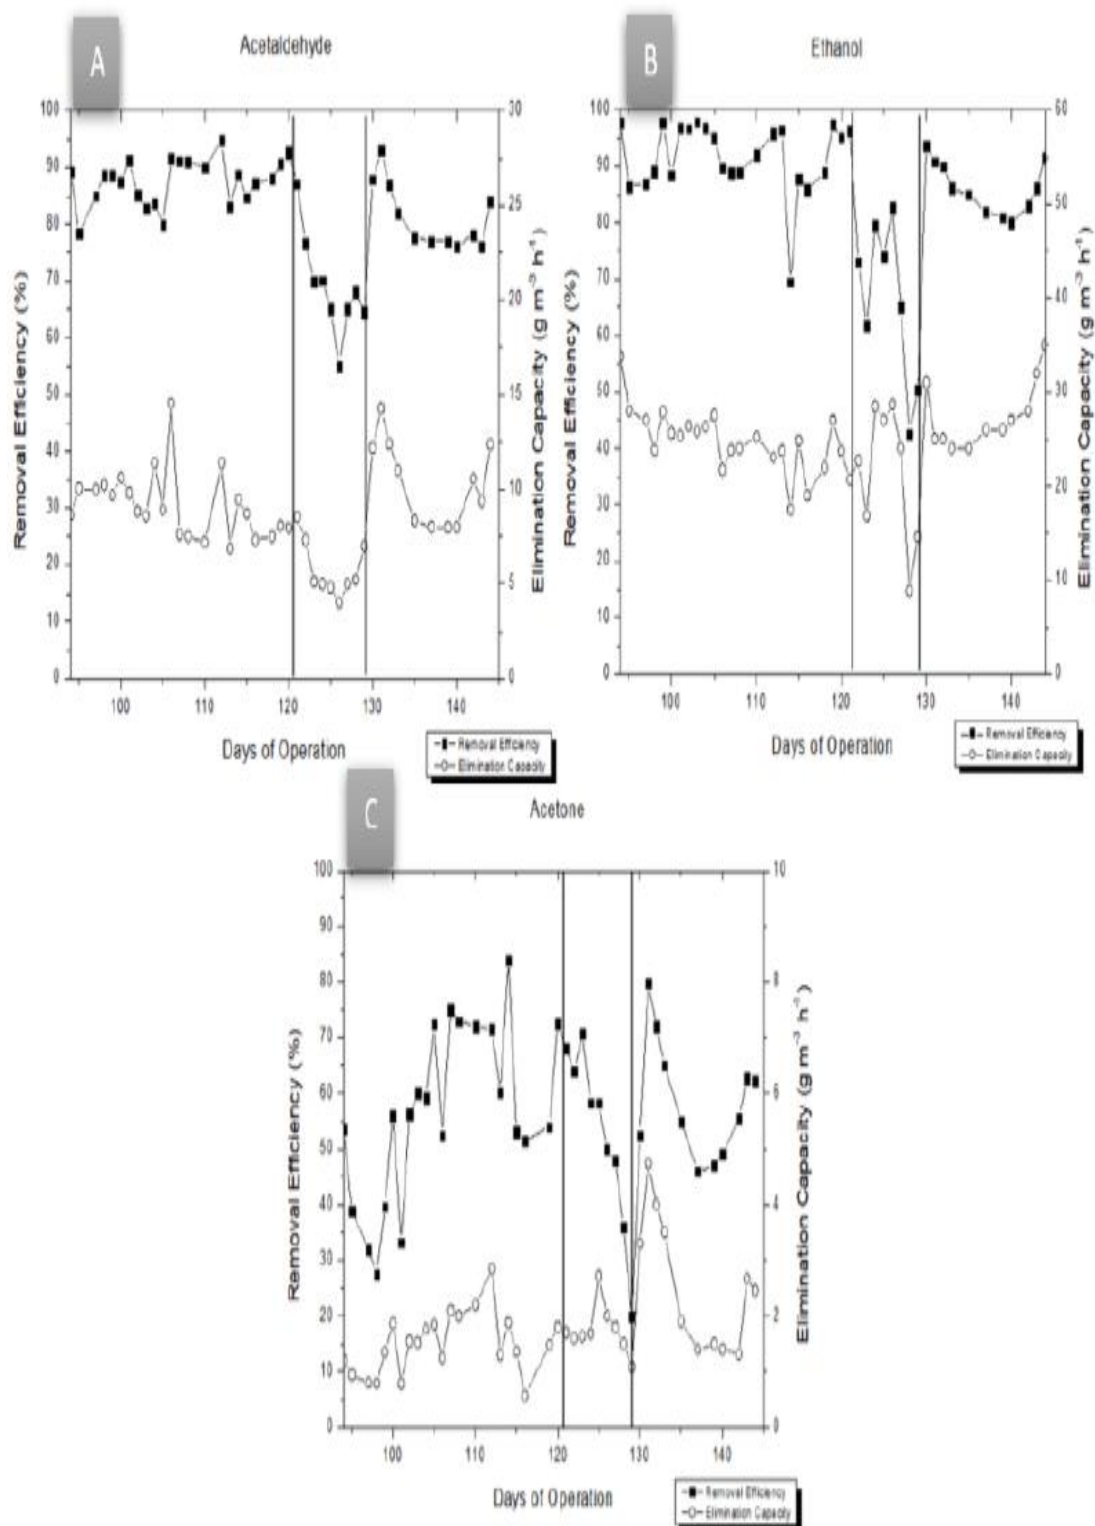 A
Acetaldehyde
Removal Efficiency (%)
100
90
80
70
60
50
40
30
20
10
0
Elimination Capacity (g m⁻³ h⁻¹)
30
25
20
15
10
5
0
100 110 120 130 140
Days of Operation
Removal Efficiency
Elimination Capacity
B
Ethanol
Removal Efficiency (%)
100
90
80
70
60
50
40
30
20
10
0
Elimination Capacity (g m⁻³ h⁻¹)
60
50
40
30
20
10
0
100 110 120 130 140
Days of Operation
Removal Efficiency
Elimination Capacity
C
Acetone
Removal Efficiency (%)
100
90
80
70
60
50
40
30
20
10
0
Elimination Capacity (g m⁻³ h⁻¹)
10
8
6
4
2
0
100 110 120 130 140
Days of Operation
Removal Efficiency
Elimination Capacity